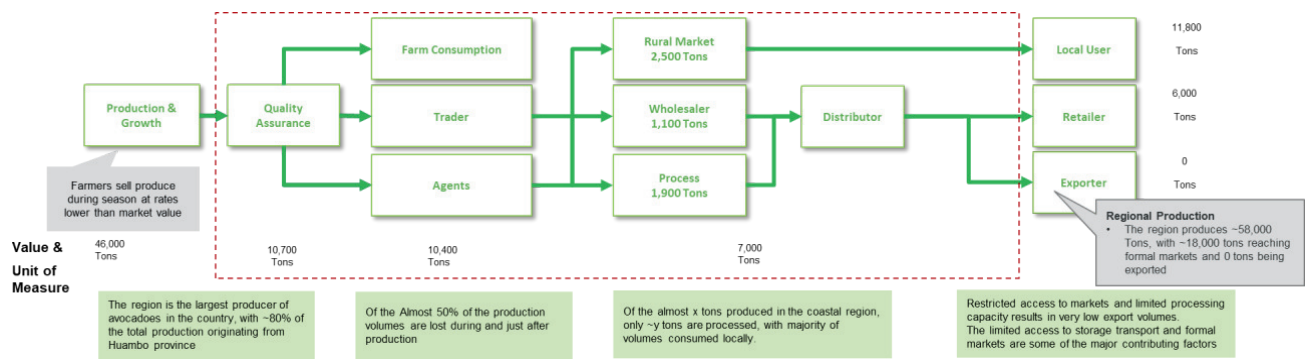 Farm Consumption
Rural Market
2,500 Tons
Local User
11,800
Tons
Production &
Growth
Quality
Assurance
Trader
Wholesaler
1,100 Tons
Distributor
Retailer
6,000
Tons
Agents
Process
1,900 Tons
Exporter
0
Tons
Farmers sell produce
during season at rates
lower than market value
Regional Production
• The region produces ~58,000
Tons, with ~18,000 tons reaching
formal markets and 0 tons being
exported
Value &
Unit of
Measure
46,000
Tons
10,700
Tons
10,400
Tons
7,000
Tons
The region is the largest producer of
avocadoes in the country, with ~80% of
the total production originating from
Huambo province
Of the Almost 50% of the production
volumes are lost during and just after
production
Of the almost x tons produced in the coastal region,
only ~y tons are processed, with majority of
volumes consumed locally.
Restricted access to markets and limited processing
capacity results in very low export volumes.
The limited access to storage transport and formal
markets are some of the major contributing factors